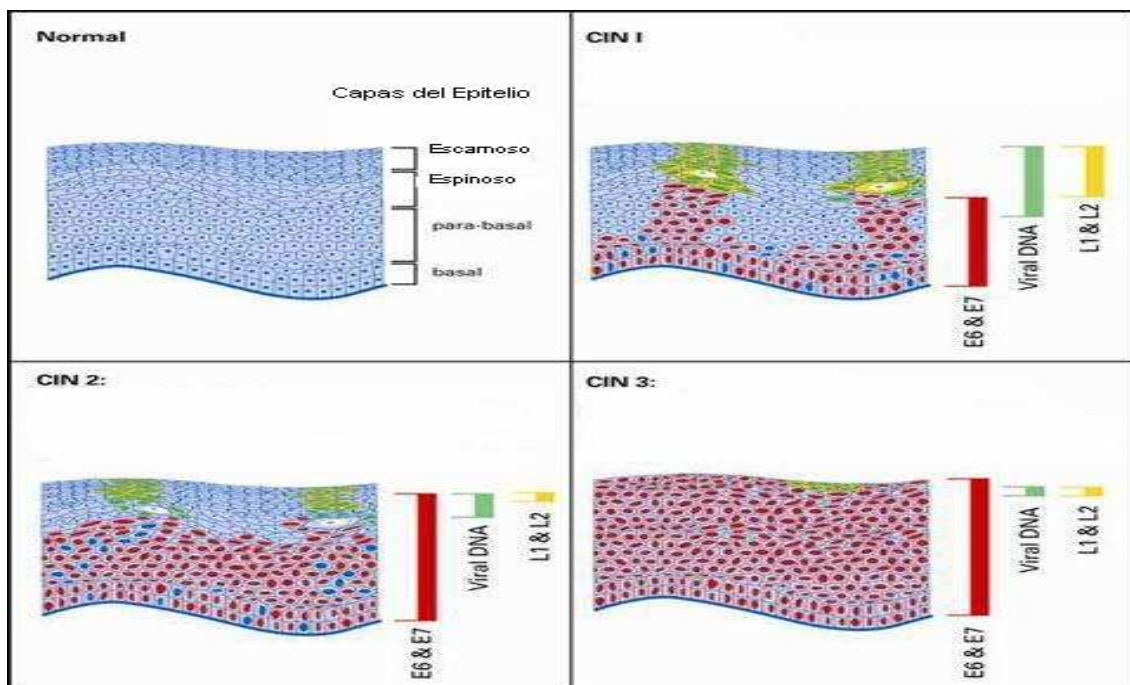 Normal
Capas del Epitelio
Escamoso
Espinoso
para-basal
basal
CIN I
E6 & E7
Viral DNA
L1 & L2
CIN 2:
E6 & E7
Viral DNA
L1 & L2
CIN 3:
E6 & E7
Viral DNA
L1 & L2